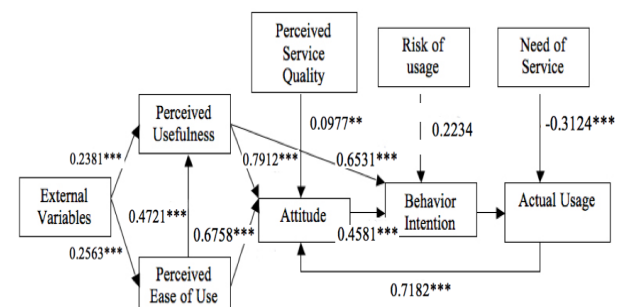 Perceived
Service
Quality
Risk of
usage
Need of
Service
Perceived
Usefulness
0.0977**
0.2234
-0.3124***
0.2381***
0.7912***
0.6531***
External
Variables
0.4721***
0.6758***
Attitude
Behavior
Intention
Actual Usage
0.4581***
0.2563***
Perceived
Ease of Use
0.7182***